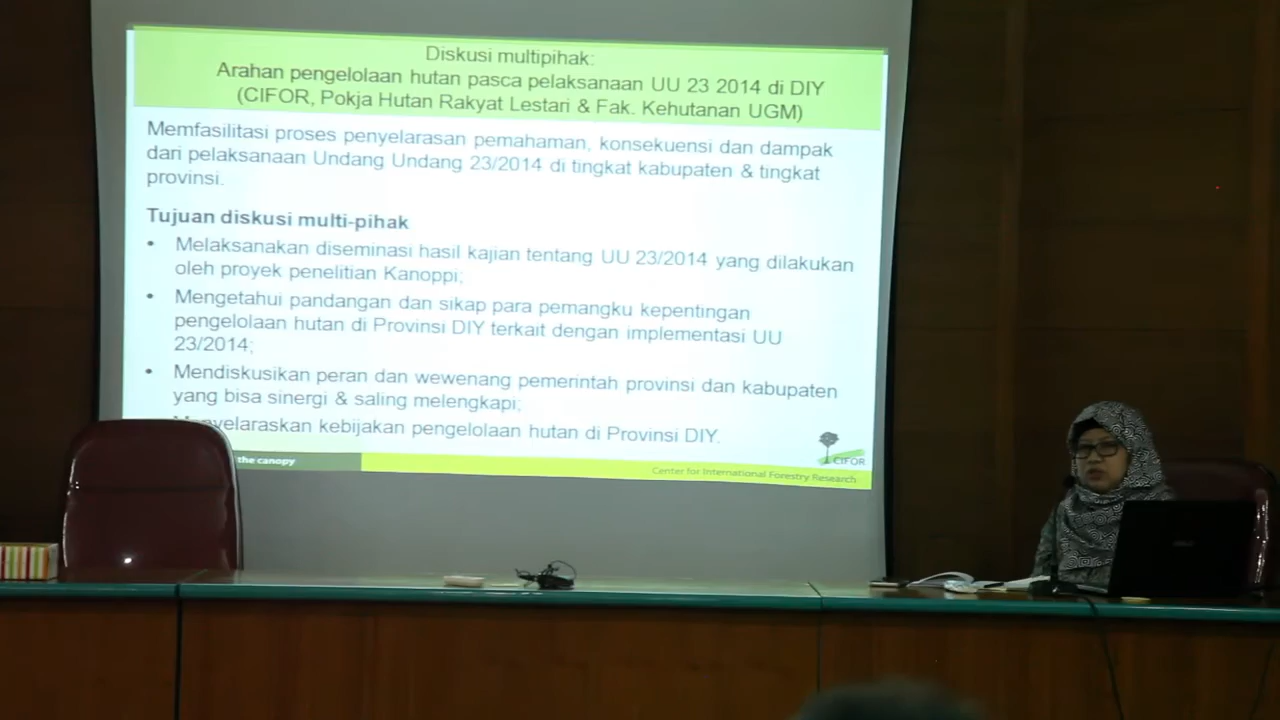 Diskusi multipihak:
Arahan pengelolaan hutan pasca pelaksanaan UU 23 2014 di DIY
(CIFOR, Pokja Hutan Rakyat Lestari & Fak. Kehutanan UGM)
Memfasilitasi proses penyelarasan pemahaman, konsekuensi dan dampak
dari pelaksanaan Undang Undang 23/2014 di tingkat kabupaten & tingkat
provinsi.
Tujuan diskusi multi-pihak
• Melaksanakan diseminasi hasil kajian tentang UU 23/2014 yang dilakukan
oleh proyek penelitian Kanoppi;
• Mengetahui pandangan dan sikap para pemangku kepentingan
pengelolaan hutan di Provinsi DIY terkait dengan implementasi UU
23/2014;
• Mendiskusikan peran dan wewenang pemerintah provinsi dan kabupaten
yang bisa sinergi & saling melengkapi;
Menyelaraskan kebijakan pengelolaan hutan di Provinsi DIY.
CIFOR
the canopy
Center for International Forestry Research